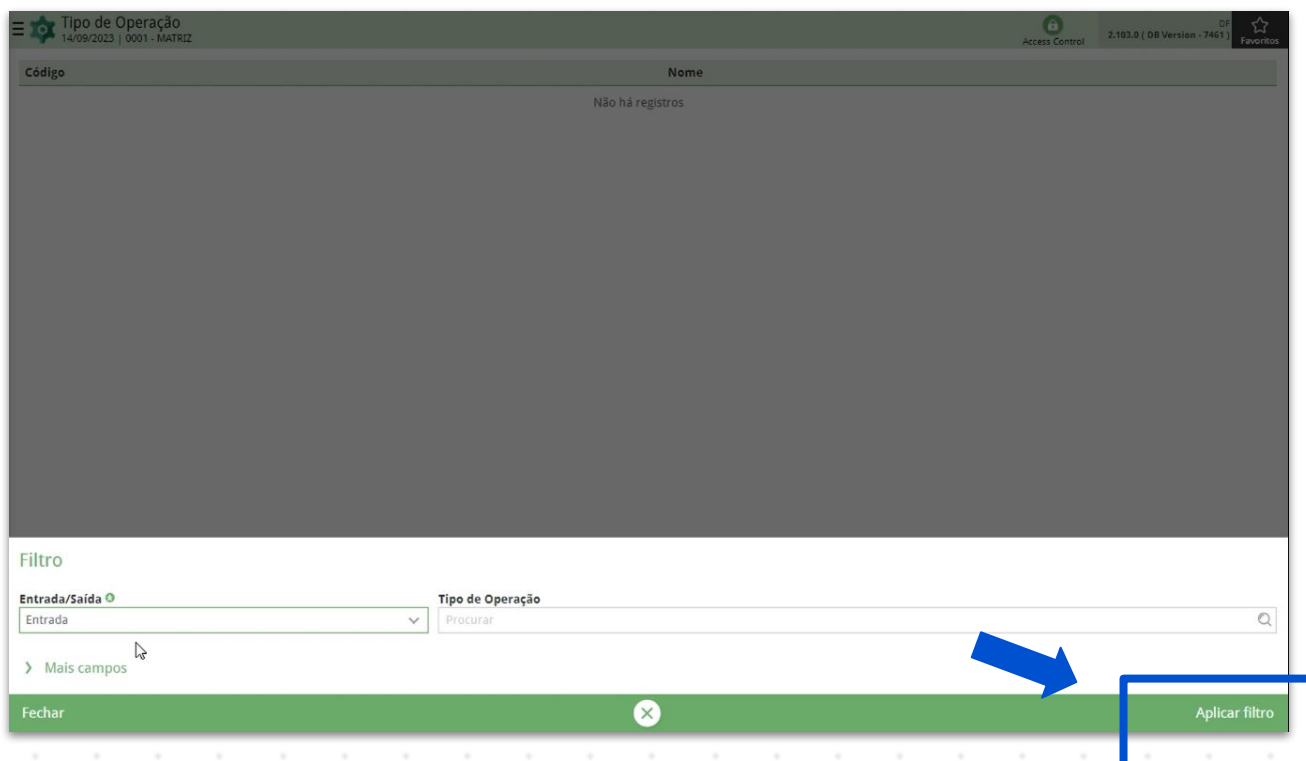 Tipo de Operação
14/09/2023 | 0001 - MATRIZ
Access Control
DF
2.103.0 ( DB Version - 7461 )
Favoritos
Código Nome
Não há registros
Filtro
Entrada/Saída Tipo de Operação
Entrada Procurar
Mais campos
Fechar Aplicar filtro